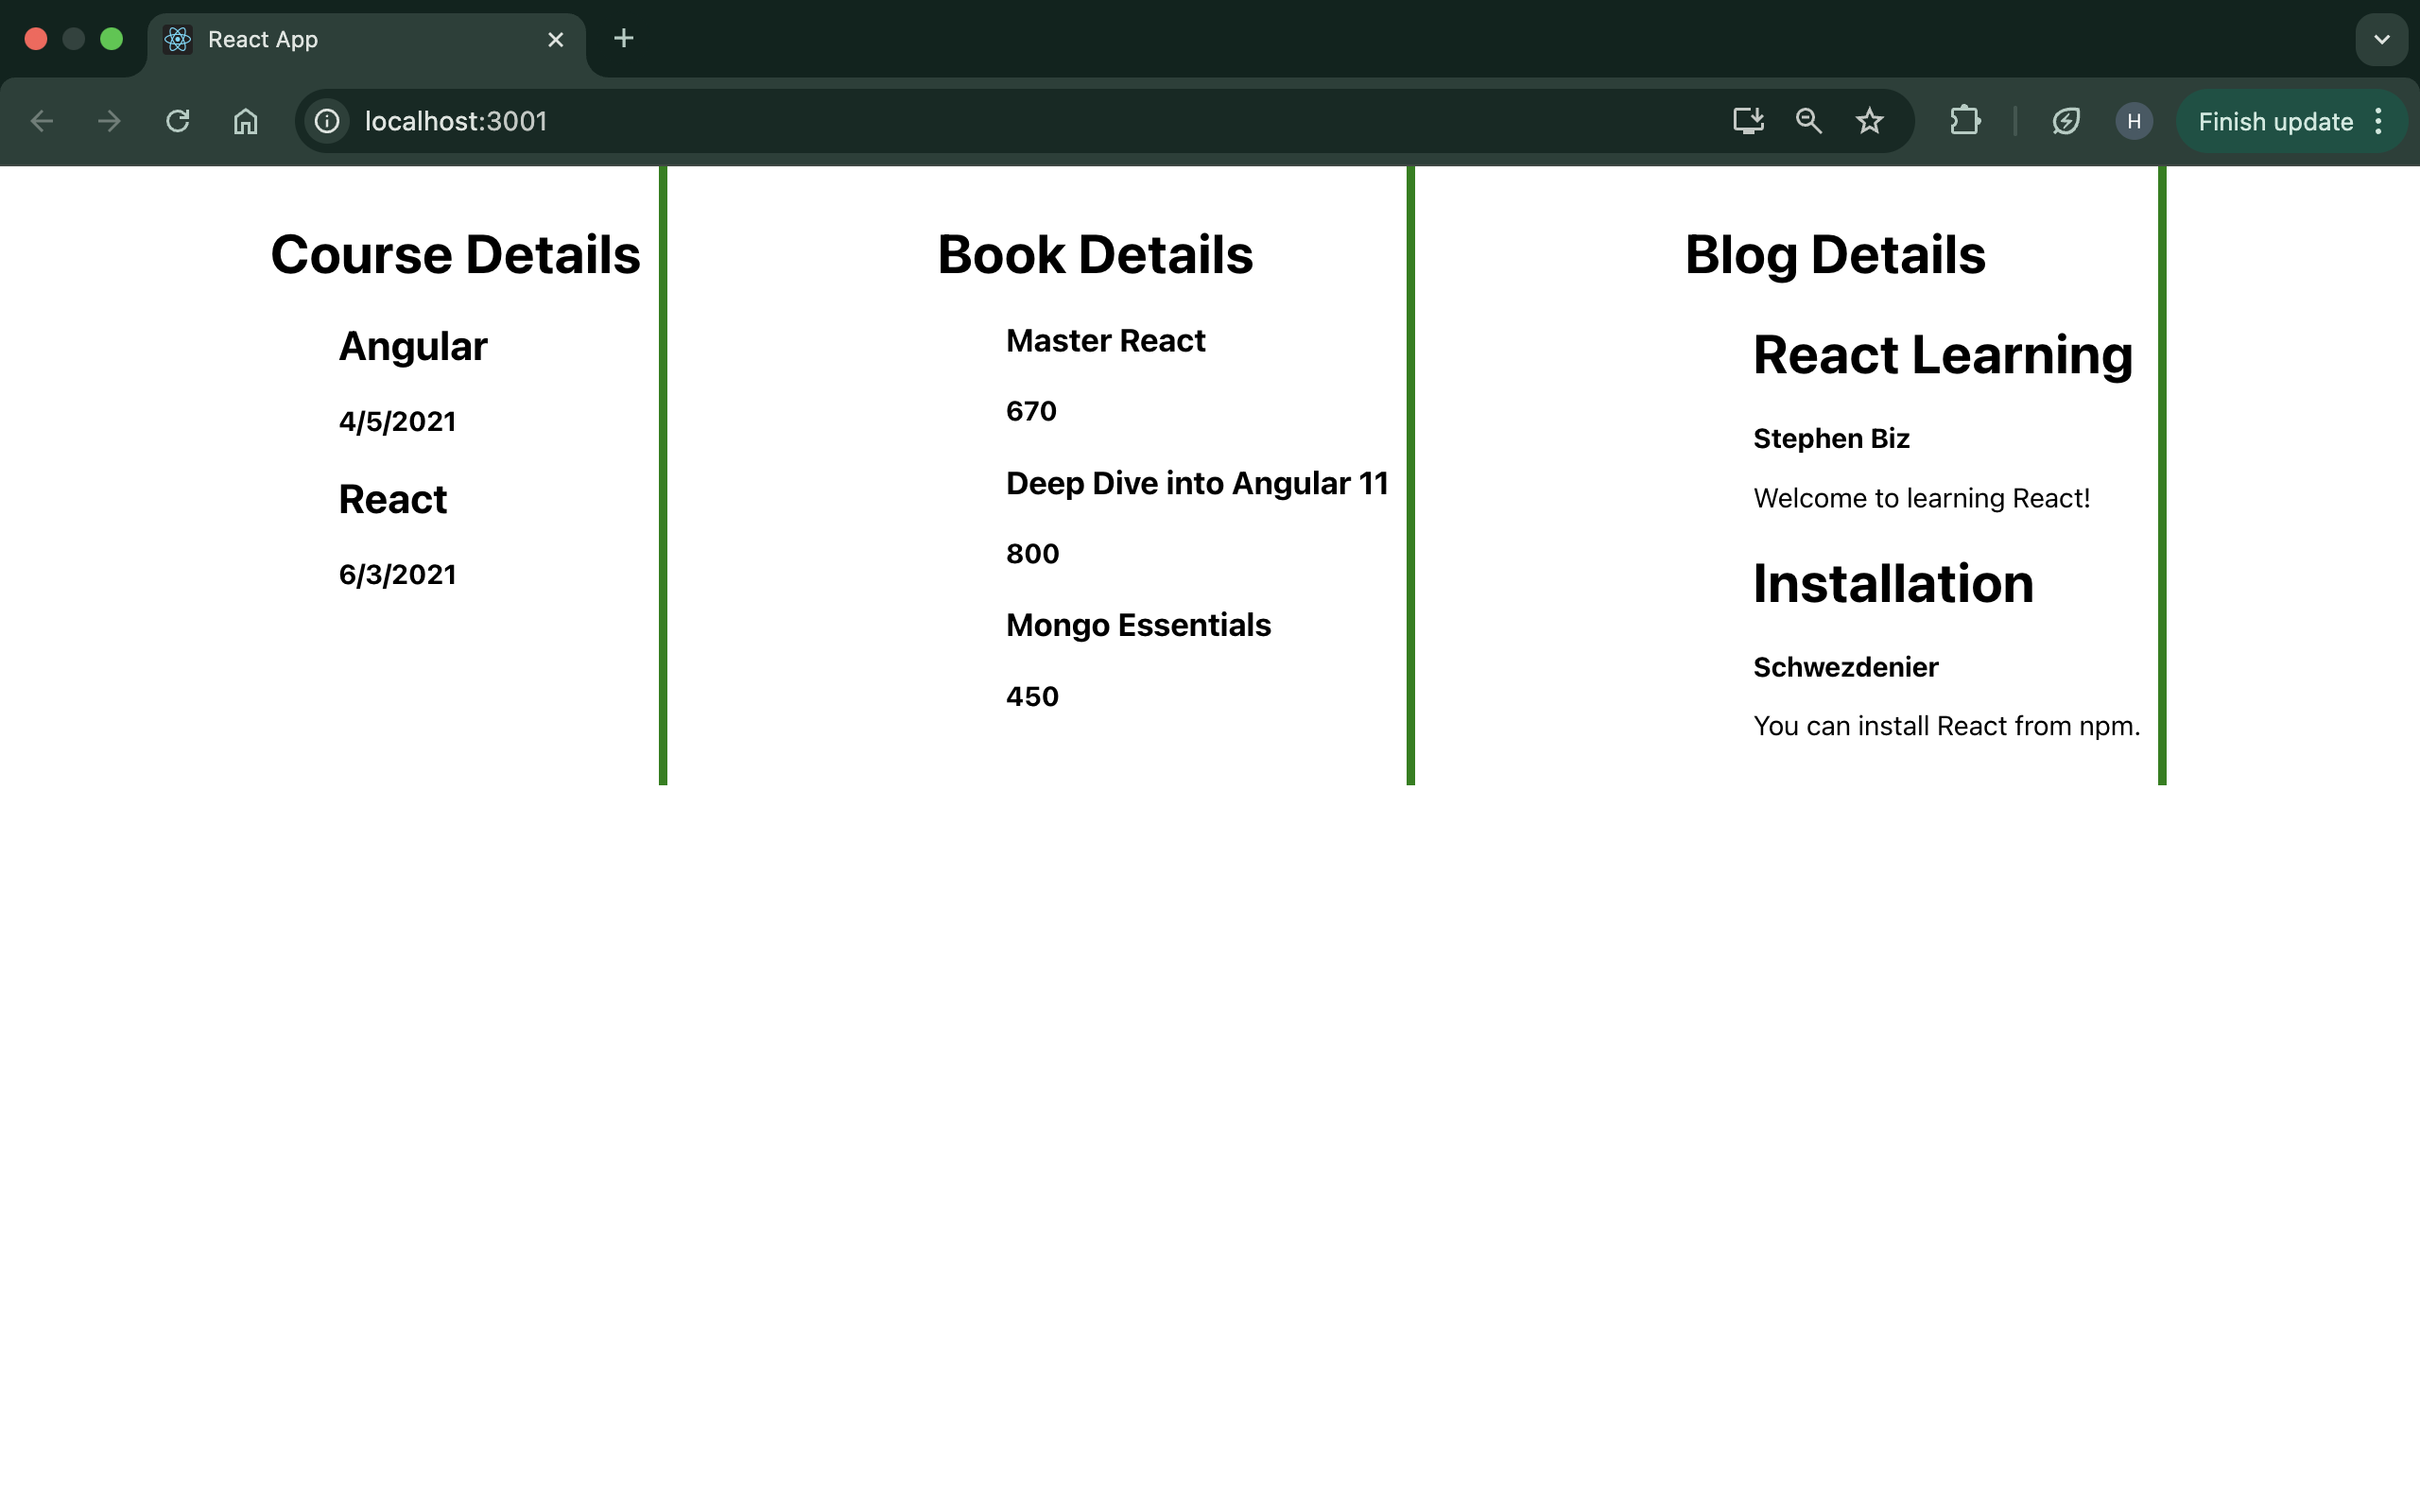 React App
localhost:3001
H
Finish update
Course Details
Angular
4/5/2021
React
6/3/2021
Book Details
Master React
670
Deep Dive into Angular 11
800
Mongo Essentials
450
Blog Details
React Learning
Stephen Biz
Welcome to learning React!
Installation
Schwezdenier
You can install React from npm.